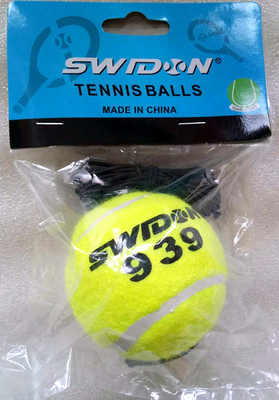 SWIDON
TENNIS BALLS
MADE IN CHINA
SWIDON
939